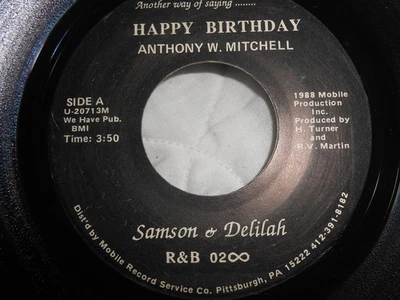 Another way of saying ........
HAPPY BIRTHDAY
ANTHONY W. MITCHELL
SIDE A
U-20713M
We Have Pub.
BMI
Time: 3:50
1988 Mobile
Production
Inc.
Produced by
H. Turner
and
R.V. Martin
Samson & Delilah
R&B 02∞
Dist'd by Mobile Record Service Co. Pittsburgh, PA 15222 412-391-8182